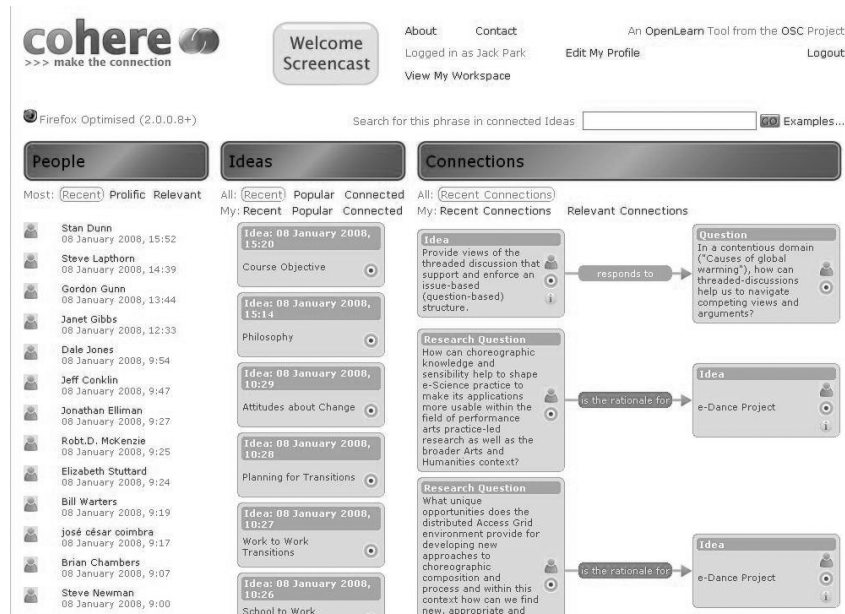 cohere
>>> make the connection
Welcome
Screencast
About Contact An OpenLearn Tool from the OSC Project
Logged in as Jack Park Edit My Profile Logout
View My Workspace
Firefox Optimised (2.0.0.8+) Search for this phrase in connected Ideas GO Examples...
People
Most: Recent Prolific Relevant
Stan Dunn
08 January 2008, 15:52
Steve Lapthorn
08 January 2008, 14:39
Gordon Gunn
08 January 2008, 13:44
Janet Gibbs
08 January 2008, 12:33
Dale Jones
08 January 2008, 9:54
Jeff Conklin
08 January 2008, 9:47
Jonathan Elliman
08 January 2008, 9:27
Robt.D. McKenzie
08 January 2008, 9:25
Elizabeth Stuttard
08 January 2008, 9:24
Bill Warters
08 January 2008, 9:19
josé césar coimbra
08 January 2008, 9:17
Brian Chambers
08 January 2008, 9:07
Steve Newman
08 January 2008, 9:00
Ideas
All: Recent Popular Connected
My: Recent Popular Connected
Idea: 08 January 2008,
15:20
Course Objective
Idea: 08 January 2008,
15:14
Philosophy
Idea: 08 January 2008,
10:29
Attitudes about Change
Idea: 08 January 2008,
10:28
Planning for Transitions
Idea: 08 January 2008,
10:27
Work to Work
Transitions
Idea: 08 January 2008,
10:26
School to Work
Connections
All: Recent Connections
My: Recent Connections Relevant Connections
Idea
Provide views of the
threaded discussion that
support and enforce an
issue-based
(question-based)
structure.
responds to
Question
In a contentious domain
("Causes of global
warming"), how can
threaded-discussions
help us to navigate
competing views and
arguments?
Research Question
How can choreographic
knowledge and
sensibility help to shape
e-Science practice to
make its applications
more usable within the
field of performance
arts practice-led
research as well as the
broader Arts and
Humanities context?
is the rationale for
Idea
e-Dance Project
Research Question
What unique
opportunities does the
distributed Access Grid
environment provide for
developing new
approaches to
choreographic
composition and
process and within this
context how can we find
new, appropriate and
is the rationale for
Idea
e-Dance Project